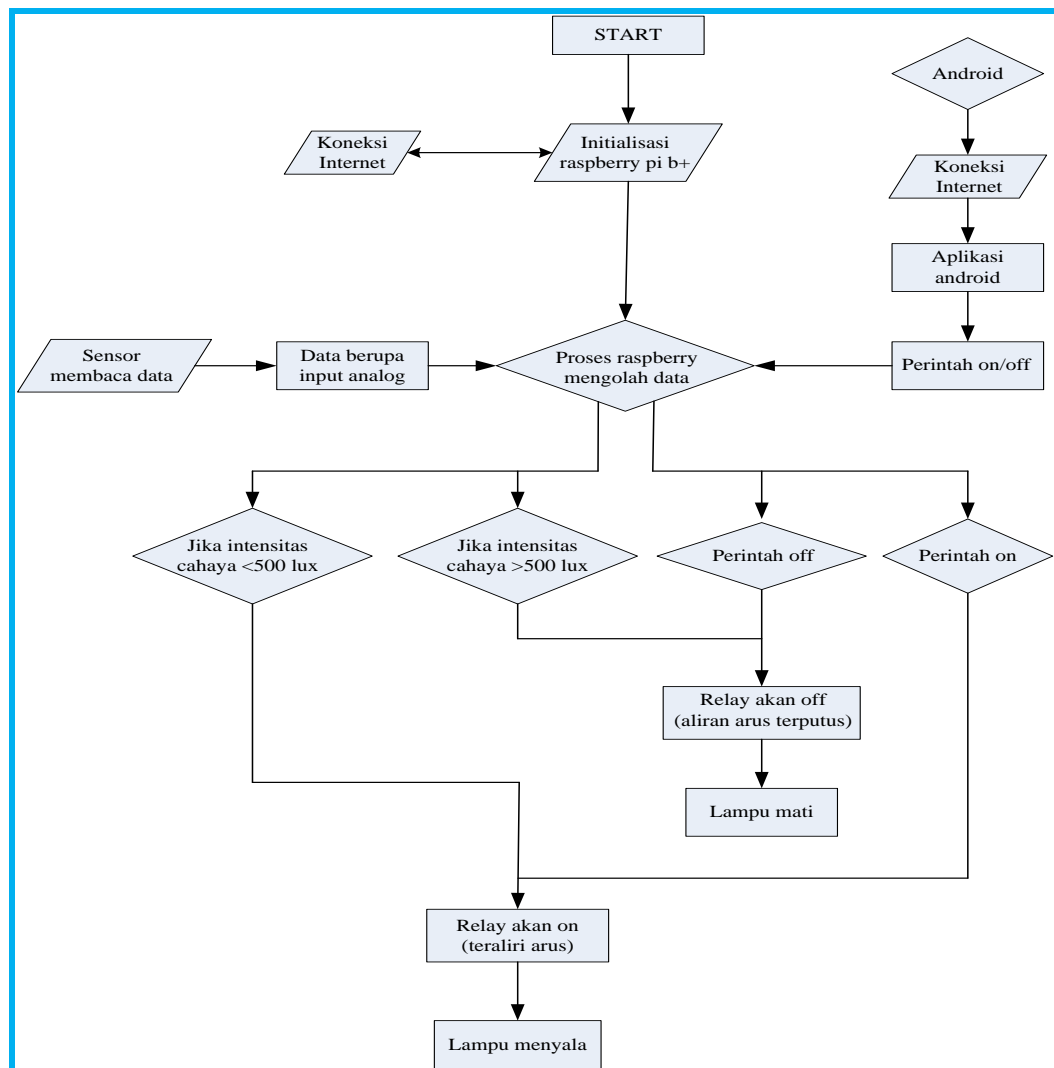 START
Android
Koneksi
Internet
Initialisasi
raspberry pi b+
Koneksi
Internet
Aplikasi
android
Sensor
membaca data
Data berupa
input analog
Proses raspberry
mengolah data
Perintah on/off
Jika intensitas
cahaya <500 lux
Jika intensitas
cahaya >500 lux
Perintah off
Perintah on
Relay akan off
(aliran arus terputus)
Lampu mati
Relay akan on
(teraliri arus)
Lampu menyala